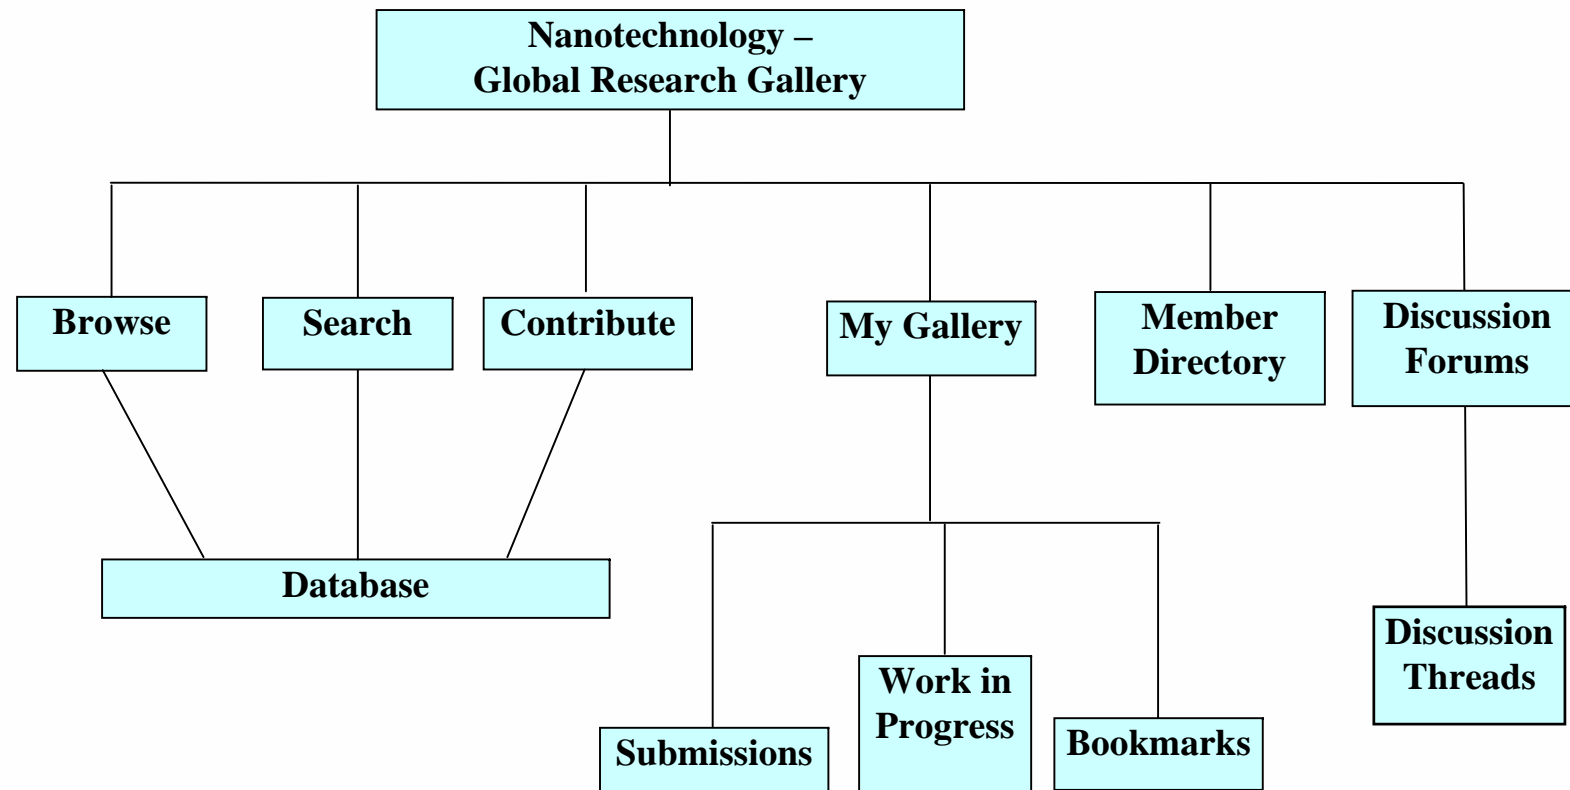 Nanotechnology –
Global Research Gallery
Browse
Search
Contribute
My Gallery
Member
Directory
Discussion
Forums
Database
Submissions
Work in
Progress
Bookmarks
Discussion
Threads